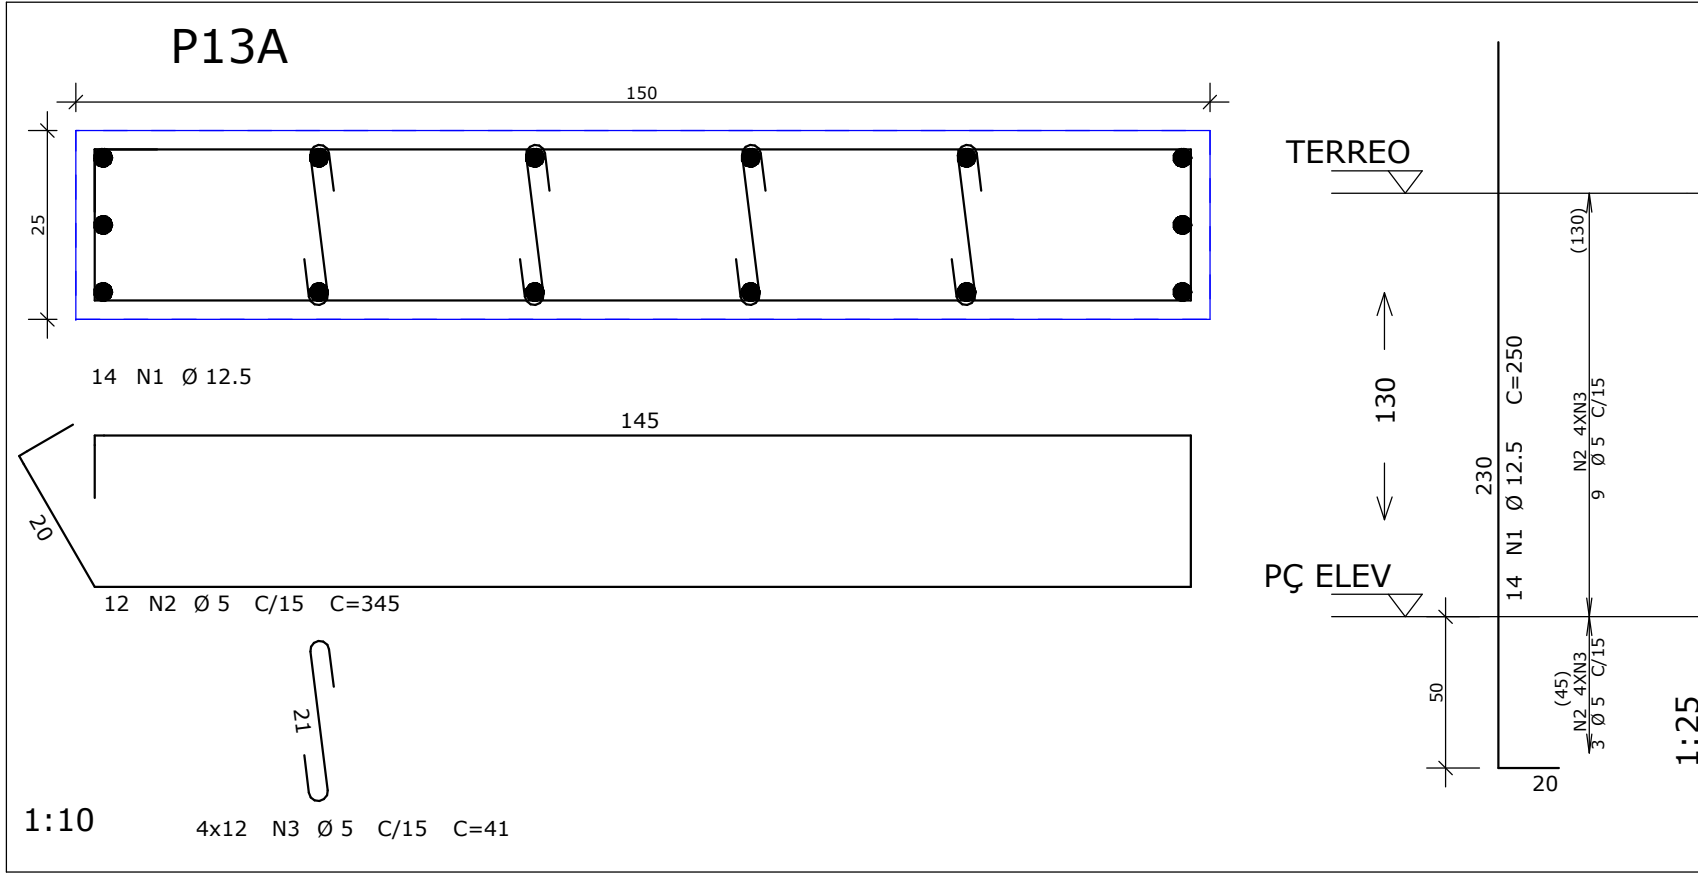 P13A
150
25
14 N1 Ø 12.5
145
20
12 N2 Ø 5 C/15 C=345
21
1:10
4x12 N3 Ø 5 C/15 C=41
TERREO
(130)
130
230
14 N1 Ø 12.5 C=250
N2 4XN3
9 Ø 5 C/15
PÇ ELEV
50
(45)
N2 4XN3
3 Ø 5 C/15
20
1:25